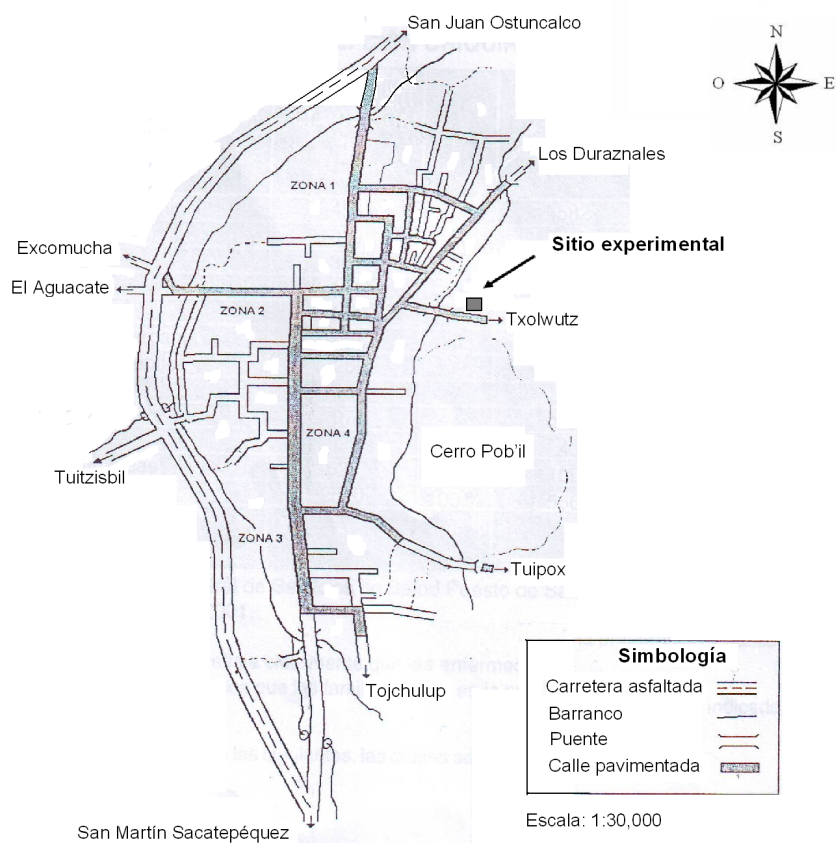 San Juan Ostuncalco
N
O
E
S
Los Duraznales
ZONA 1
Sitio experimental
Excomucha
El Aguacate
ZONA 2
Txolwutz
ZONA 4
Cerro Pob'il
Tuitzisbil
ZONA 3
Tuipox
Tojchulup
Simbología
Carretera asfaltada
Barranco
Puente
Calle pavimentada
Escala: 1:30,000
San Martín Sacatepéquez